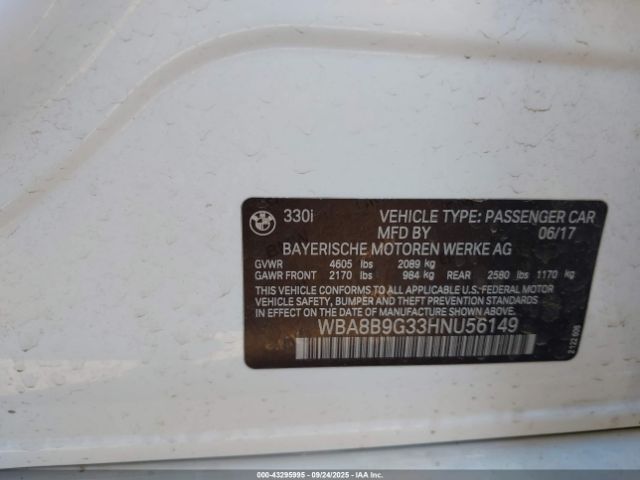 330i VEHICLE TYPE: PASSENGER CAR
MFD BY 06/17
BAYERISCHE MOTOREN WERKE AG
GVWR 4605 lbs 2089 kg
GAWR FRONT 2170 lbs 984 kg REAR 2580 lbs 1170 kg
THIS VEHICLE CONFORMS TO ALL APPLICABLE U.S. FEDERAL MOTOR
VEHICLE SAFETY, BUMPER AND THEFT PREVENTION STANDARDS
IN EFFECT ON THE DATE OF MANUFACTURE SHOWN ABOVE.
WBA8B9G33HNU56149
000-43295995 - 09/24/2025 - IAA Inc.